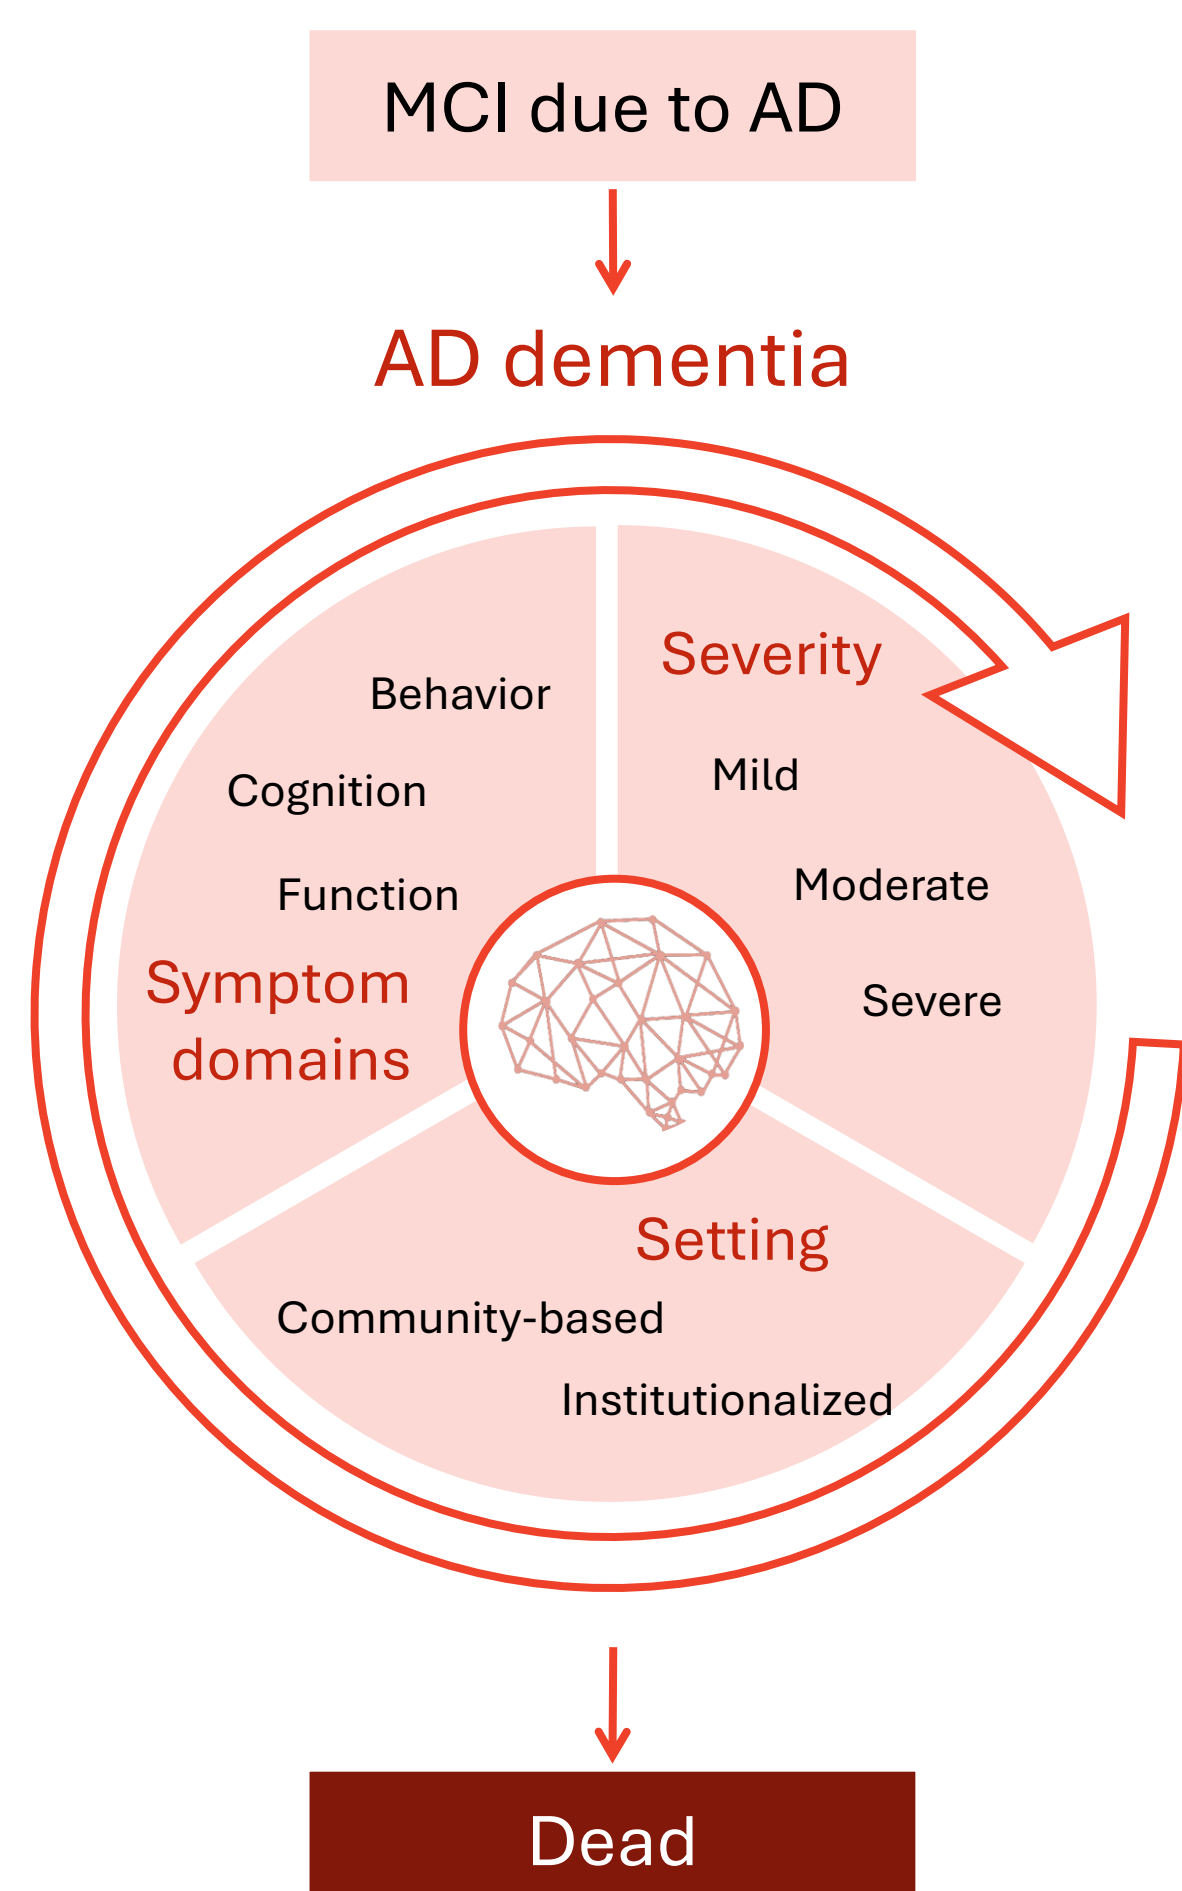 MCI due to AD
AD dementia
Severity
Mild
Moderate
Severe
Behavior
Cognition
Function
Symptom
domains
Setting
Community-based
Institutionalized
Dead